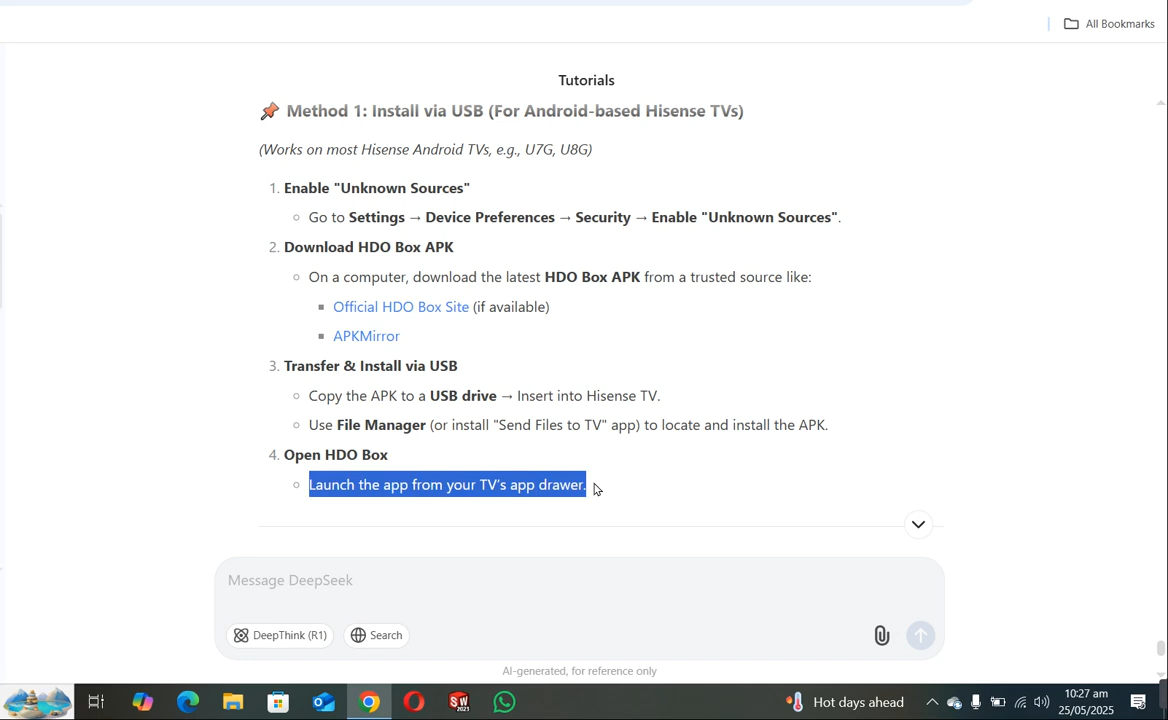 All Bookmarks
Tutorials
📌 Method 1: Install via USB (For Android-based Hisense TVs)
(Works on most Hisense Android TVs, e.g., U7G, U8G)
1. Enable "Unknown Sources"
Go to Settings → Device Preferences → Security → Enable "Unknown Sources".
2. Download HDO Box APK
On a computer, download the latest HDO Box APK from a trusted source like:
Official HDO Box Site (if available)
APKMirror
3. Transfer & Install via USB
Copy the APK to a USB drive → Insert into Hisense TV.
Use File Manager (or install "Send Files to TV" app) to locate and install the APK.
4. Open HDO Box
Launch the app from your TV's app drawer.
Message DeepSeek
DeepThink (R1) Search
AI-generated, for reference only
SW
2023
Hot days ahead
10:27 am
25/05/2025